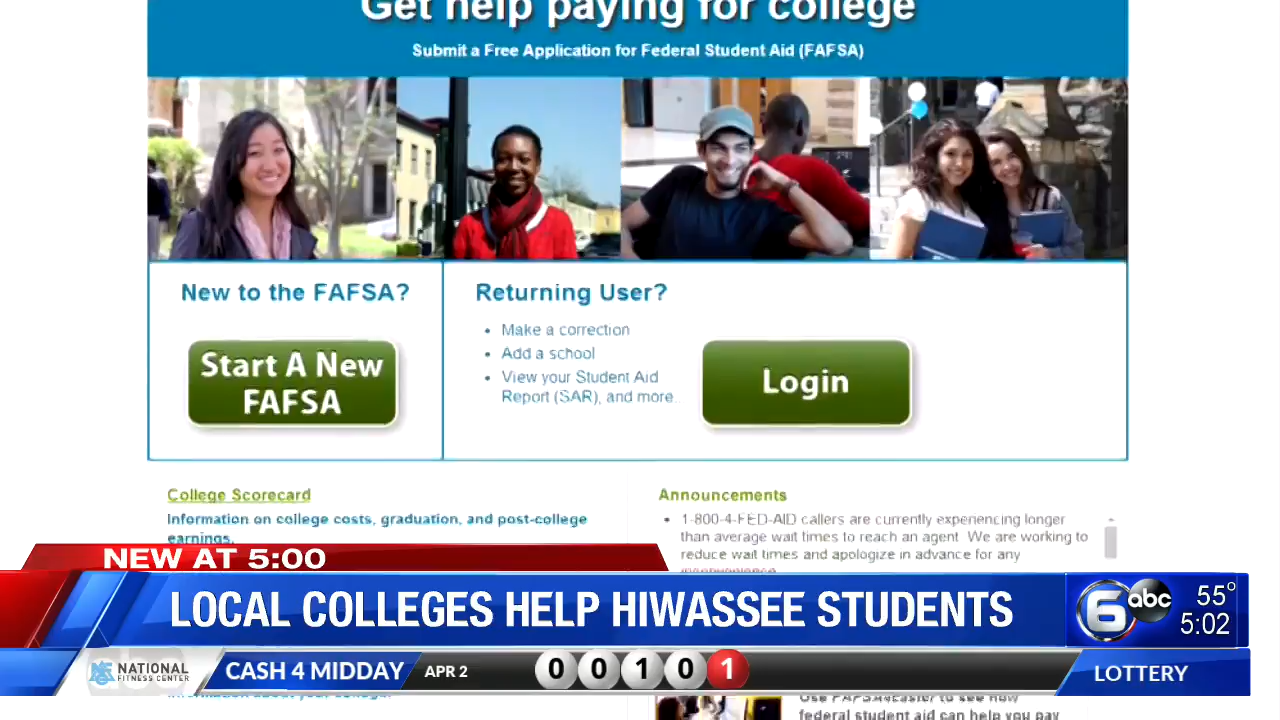 Get help paying for college
Submit a Free Application for Federal Student Aid (FAFSA)
New to the FAFSA?
Start A New
FAFSA
Returning User?
• Make a correction
• Add a school
• View your Student Aid
Report (SAR), and more.
Login
College Scorecard
Information on college costs, graduation, and post-college
earnings.
Announcements
• 1-800-4-FED-AID callers are currently experiencing longer
than average wait times to reach an agent. We are working to
reduce wait times and apologize in advance for any
NEW AT 5:00
LOCAL COLLEGES HELP HIWASSEE STUDENTS
6 abc
55°
5:02
NATIONAL
FITNESS CENTER
CASH 4 MIDDAY
APR 2
0 0 1 0 1
LOTTERY
Use FAFSA4caster to see how
federal student aid can help you pay